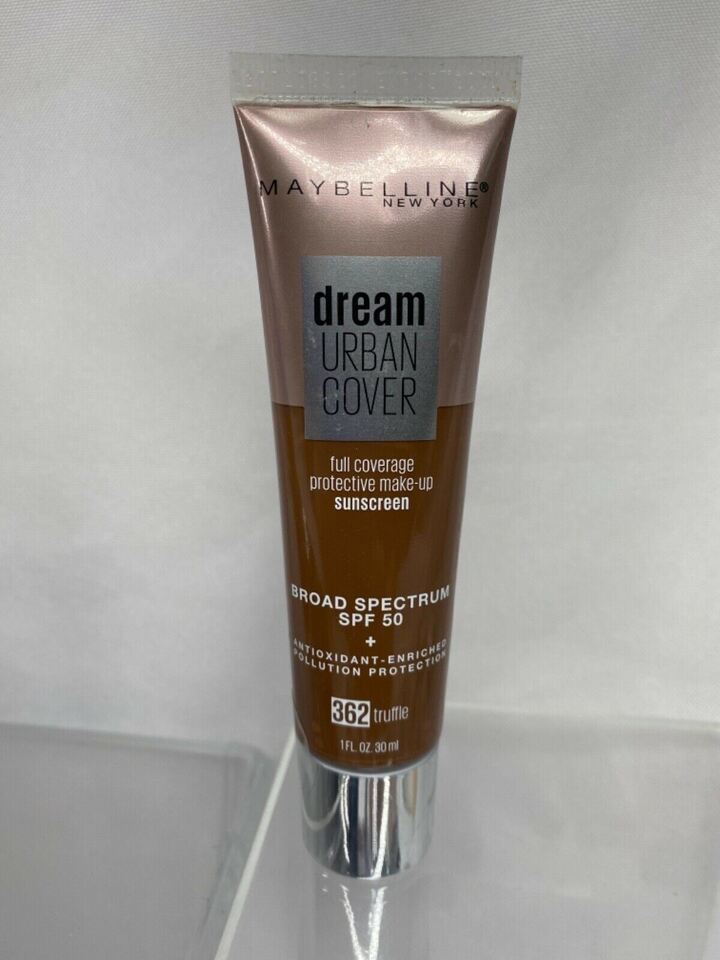 MAYBELLINE®
NEW YORK
dream
URBAN
COVER
full coverage
protective make-up
sunscreen
BROAD SPECTRUM
SPF 50
+
ANTIOXIDANT-ENRICHED
POLLUTION PROTECTION
362 truffle
1 FL. OZ. 30 ml